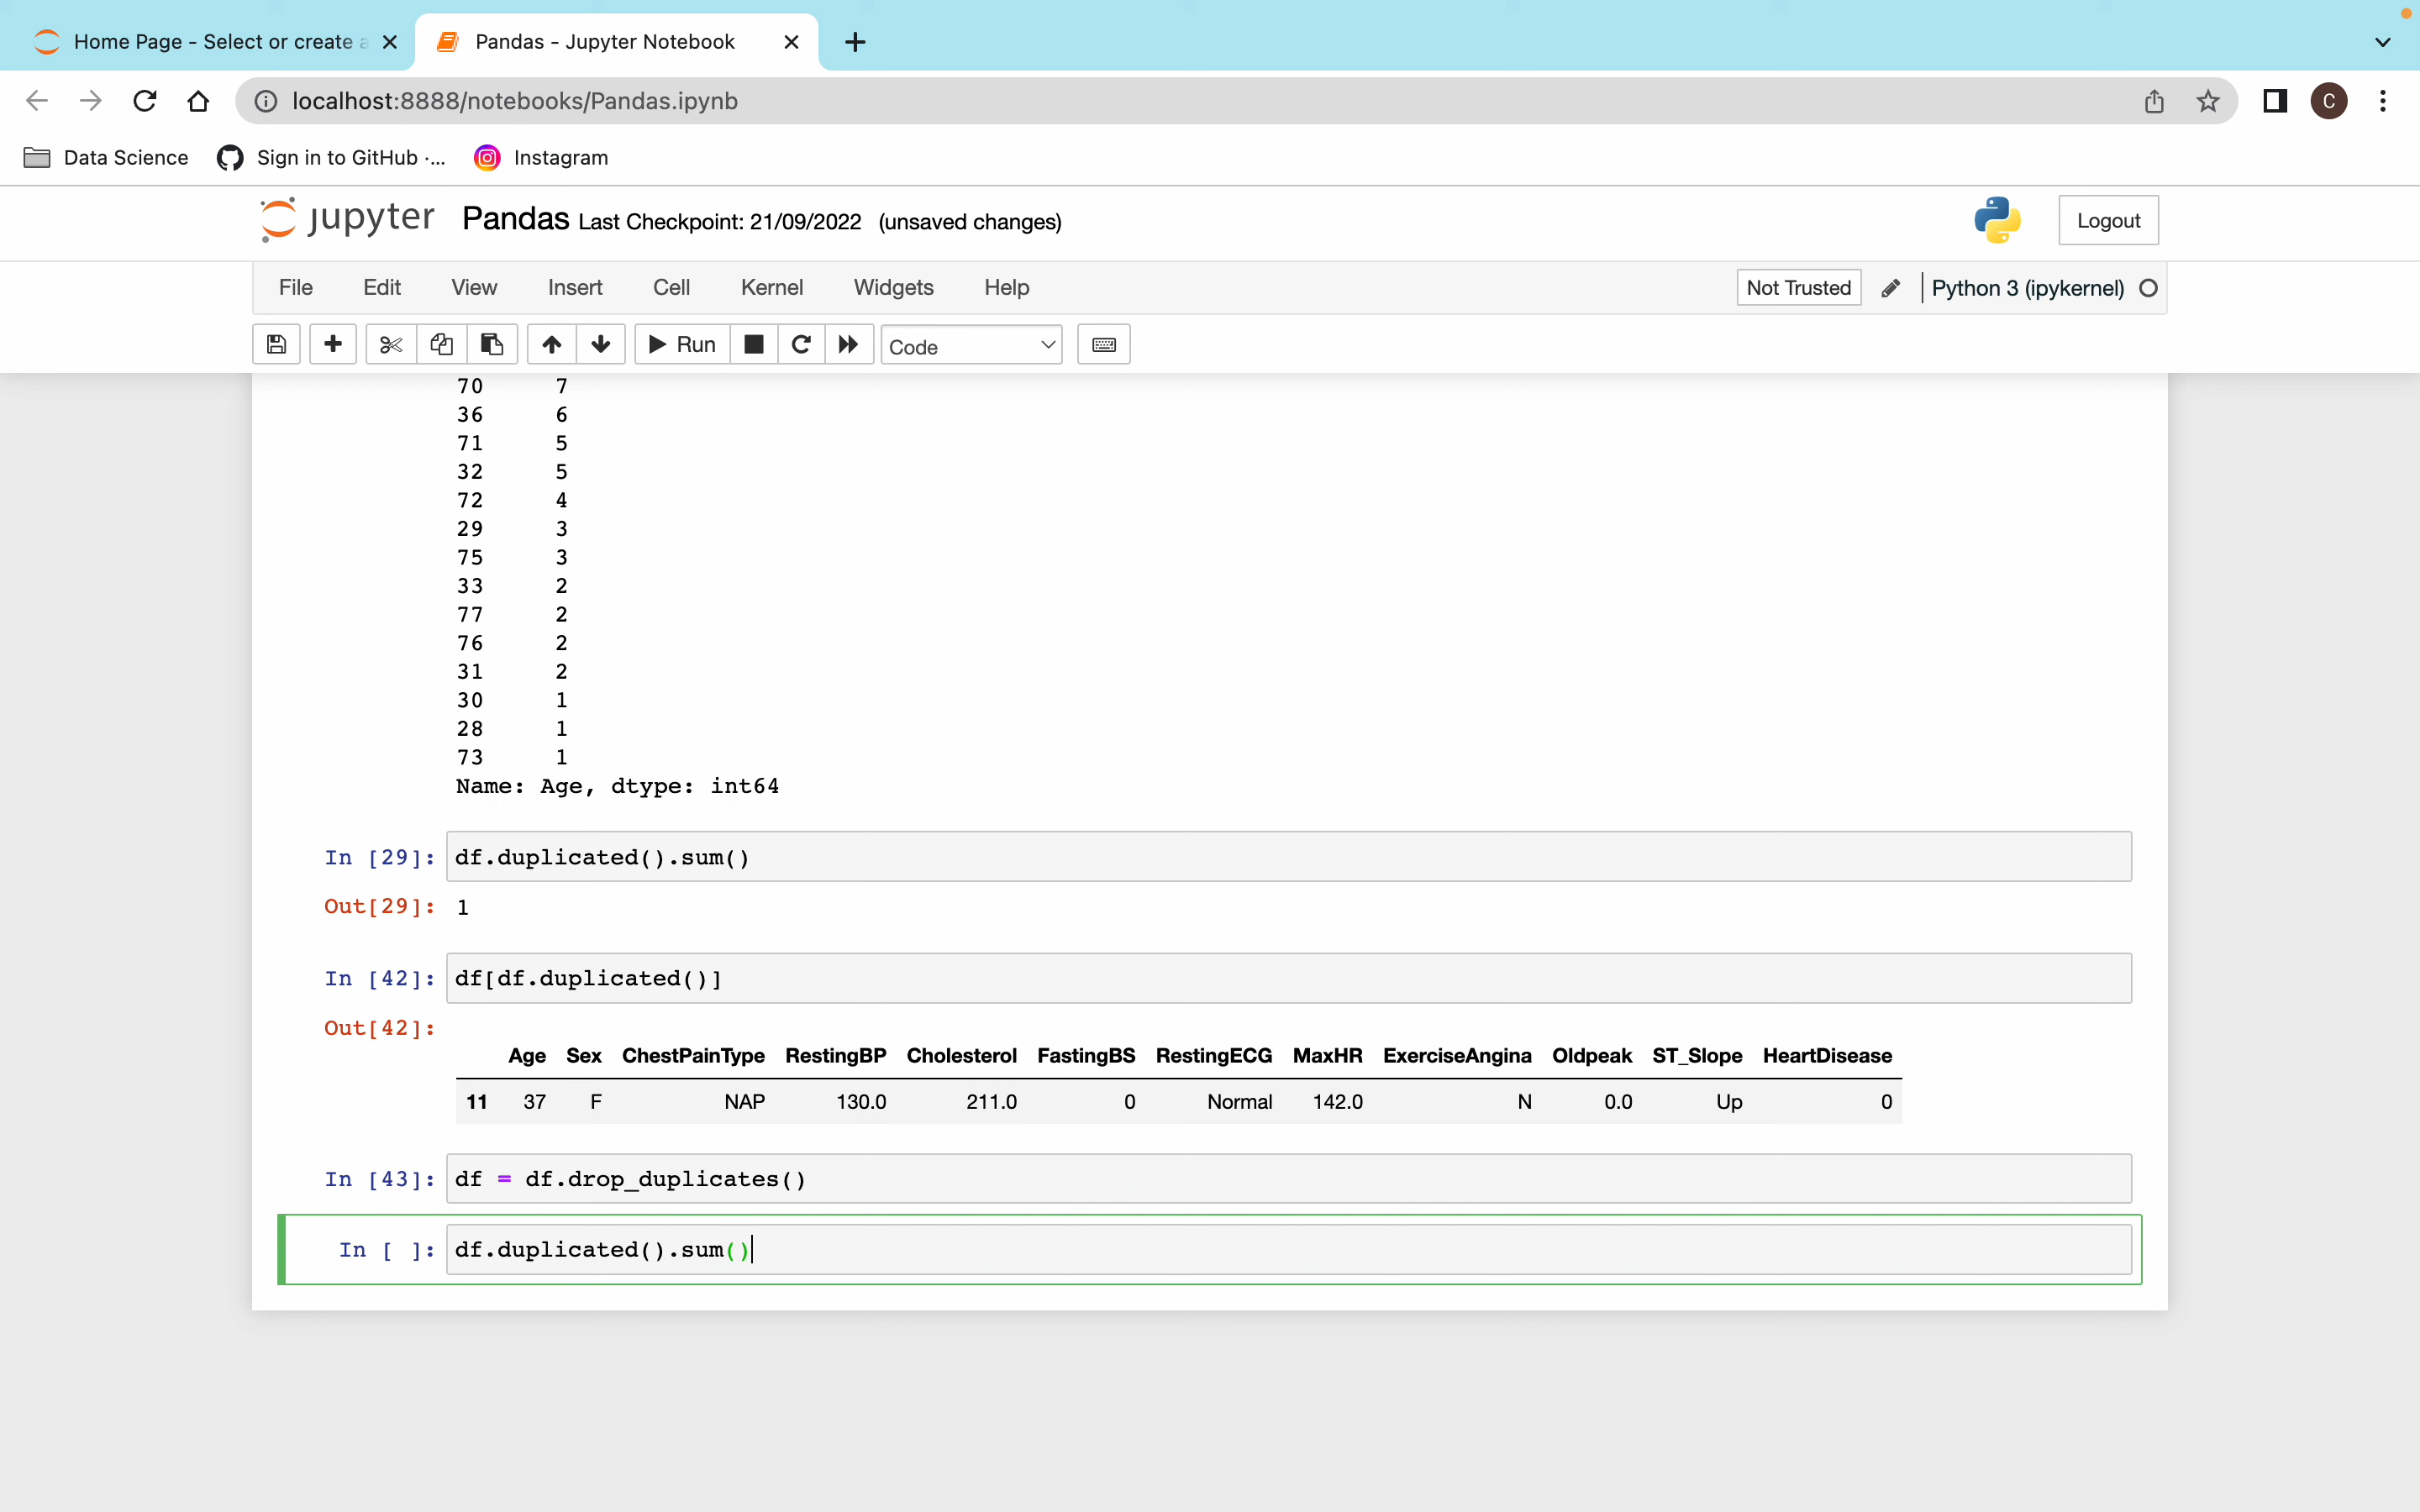 Home Page - Select or create a
Pandas - Jupyter Notebook
localhost:8888/notebooks/Pandas.ipynb
C
Data Science
Sign in to GitHub ·...
Instagram
jupyter
Pandas Last Checkpoint: 21/09/2022 (unsaved changes)
Logout
File Edit View Insert Cell Kernel Widgets Help
Not Trusted
Python 3 (ipykernel)
Run
Code
70 7
36 6
71 5
32 5
72 4
29 3
75 3
33 2
77 2
76 2
31 2
30 1
28 1
73 1
Name: Age, dtype: int64
In [29]: df.duplicated().sum()
Out[29]: 1
In [42]: df[df.duplicated()]
Out[42]:
Age Sex ChestPainType RestingBP Cholesterol FastingBS RestingECG MaxHR ExerciseAngina Oldpeak ST_Slope HeartDisease
11 37 F NAP 130.0 211.0 0 Normal 142.0 N 0.0 Up 0
In [43]: df = df.drop_duplicates()
In [ ]: df.duplicated().sum()